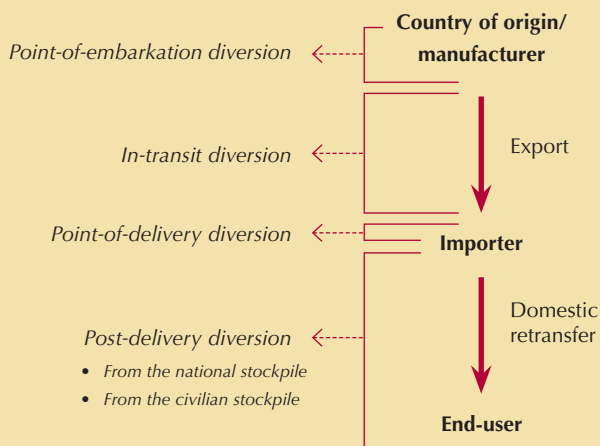 Country of origin/
manufacturer
Point-of-embarkation diversion
Export
In-transit diversion
Point-of-delivery diversion
Importer
Domestic
retransfer
Post-delivery diversion
• From the national stockpile
• From the civilian stockpile
End-user